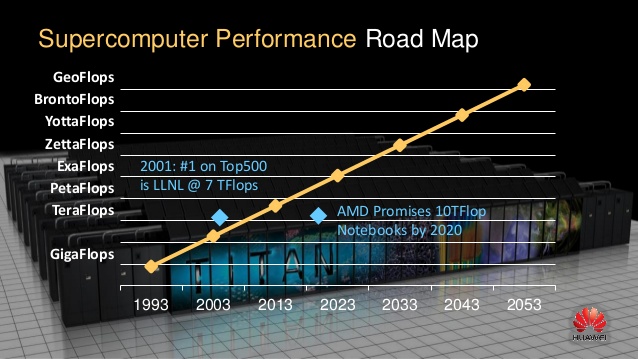 Supercomputer Performance Road Map
GeoFlops
BrontoFlops
YottaFlops
ZettaFlops
ExaFlops
PetaFlops
TeraFlops
GigaFlops
2001: #1 on Top500
is LLNL @ 7 TFlops
AMD Promises 10TFlop
Notebooks by 2020
TITAN
1993 2003 2013 2023 2033 2043 2053
HUAWEI